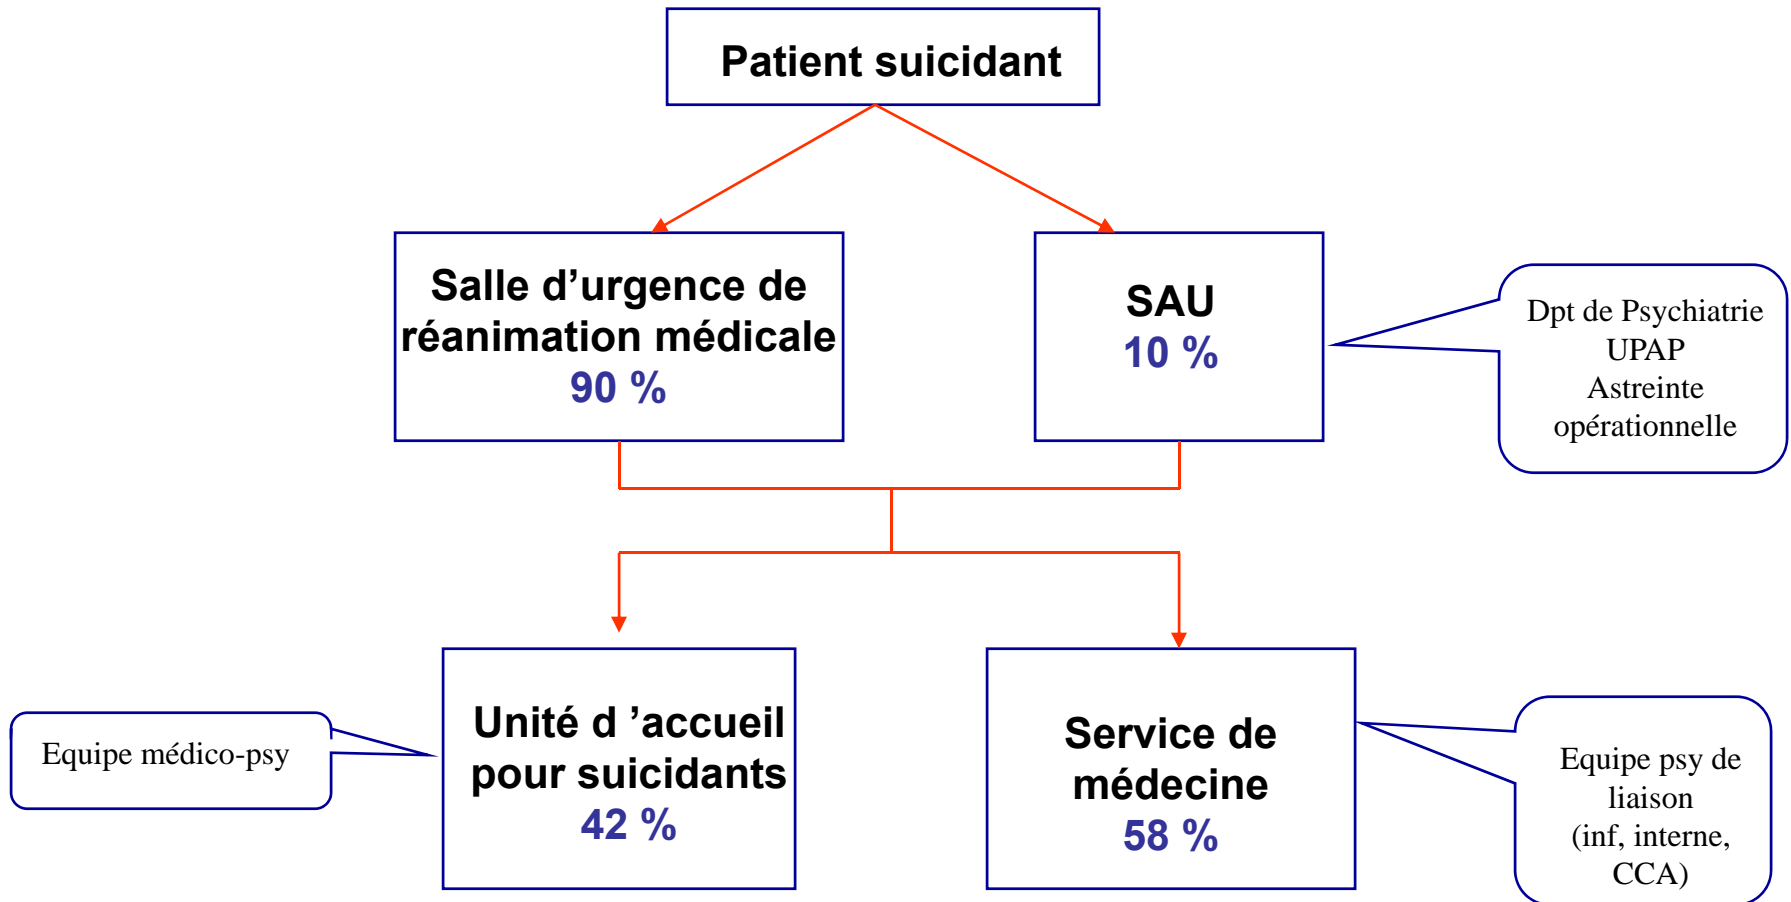 Patient suicidant
Salle d’urgence de
réanimation médicale
90 %
SAU
10 %
Dpt de Psychiatrie
UPAP
Astreinte
opérationnelle
Equipe médico-psy
Unité d ’accueil
pour suicidants
42 %
Service de
médecine
58 %
Equipe psy de
liaison
(inf, interne,
CCA)